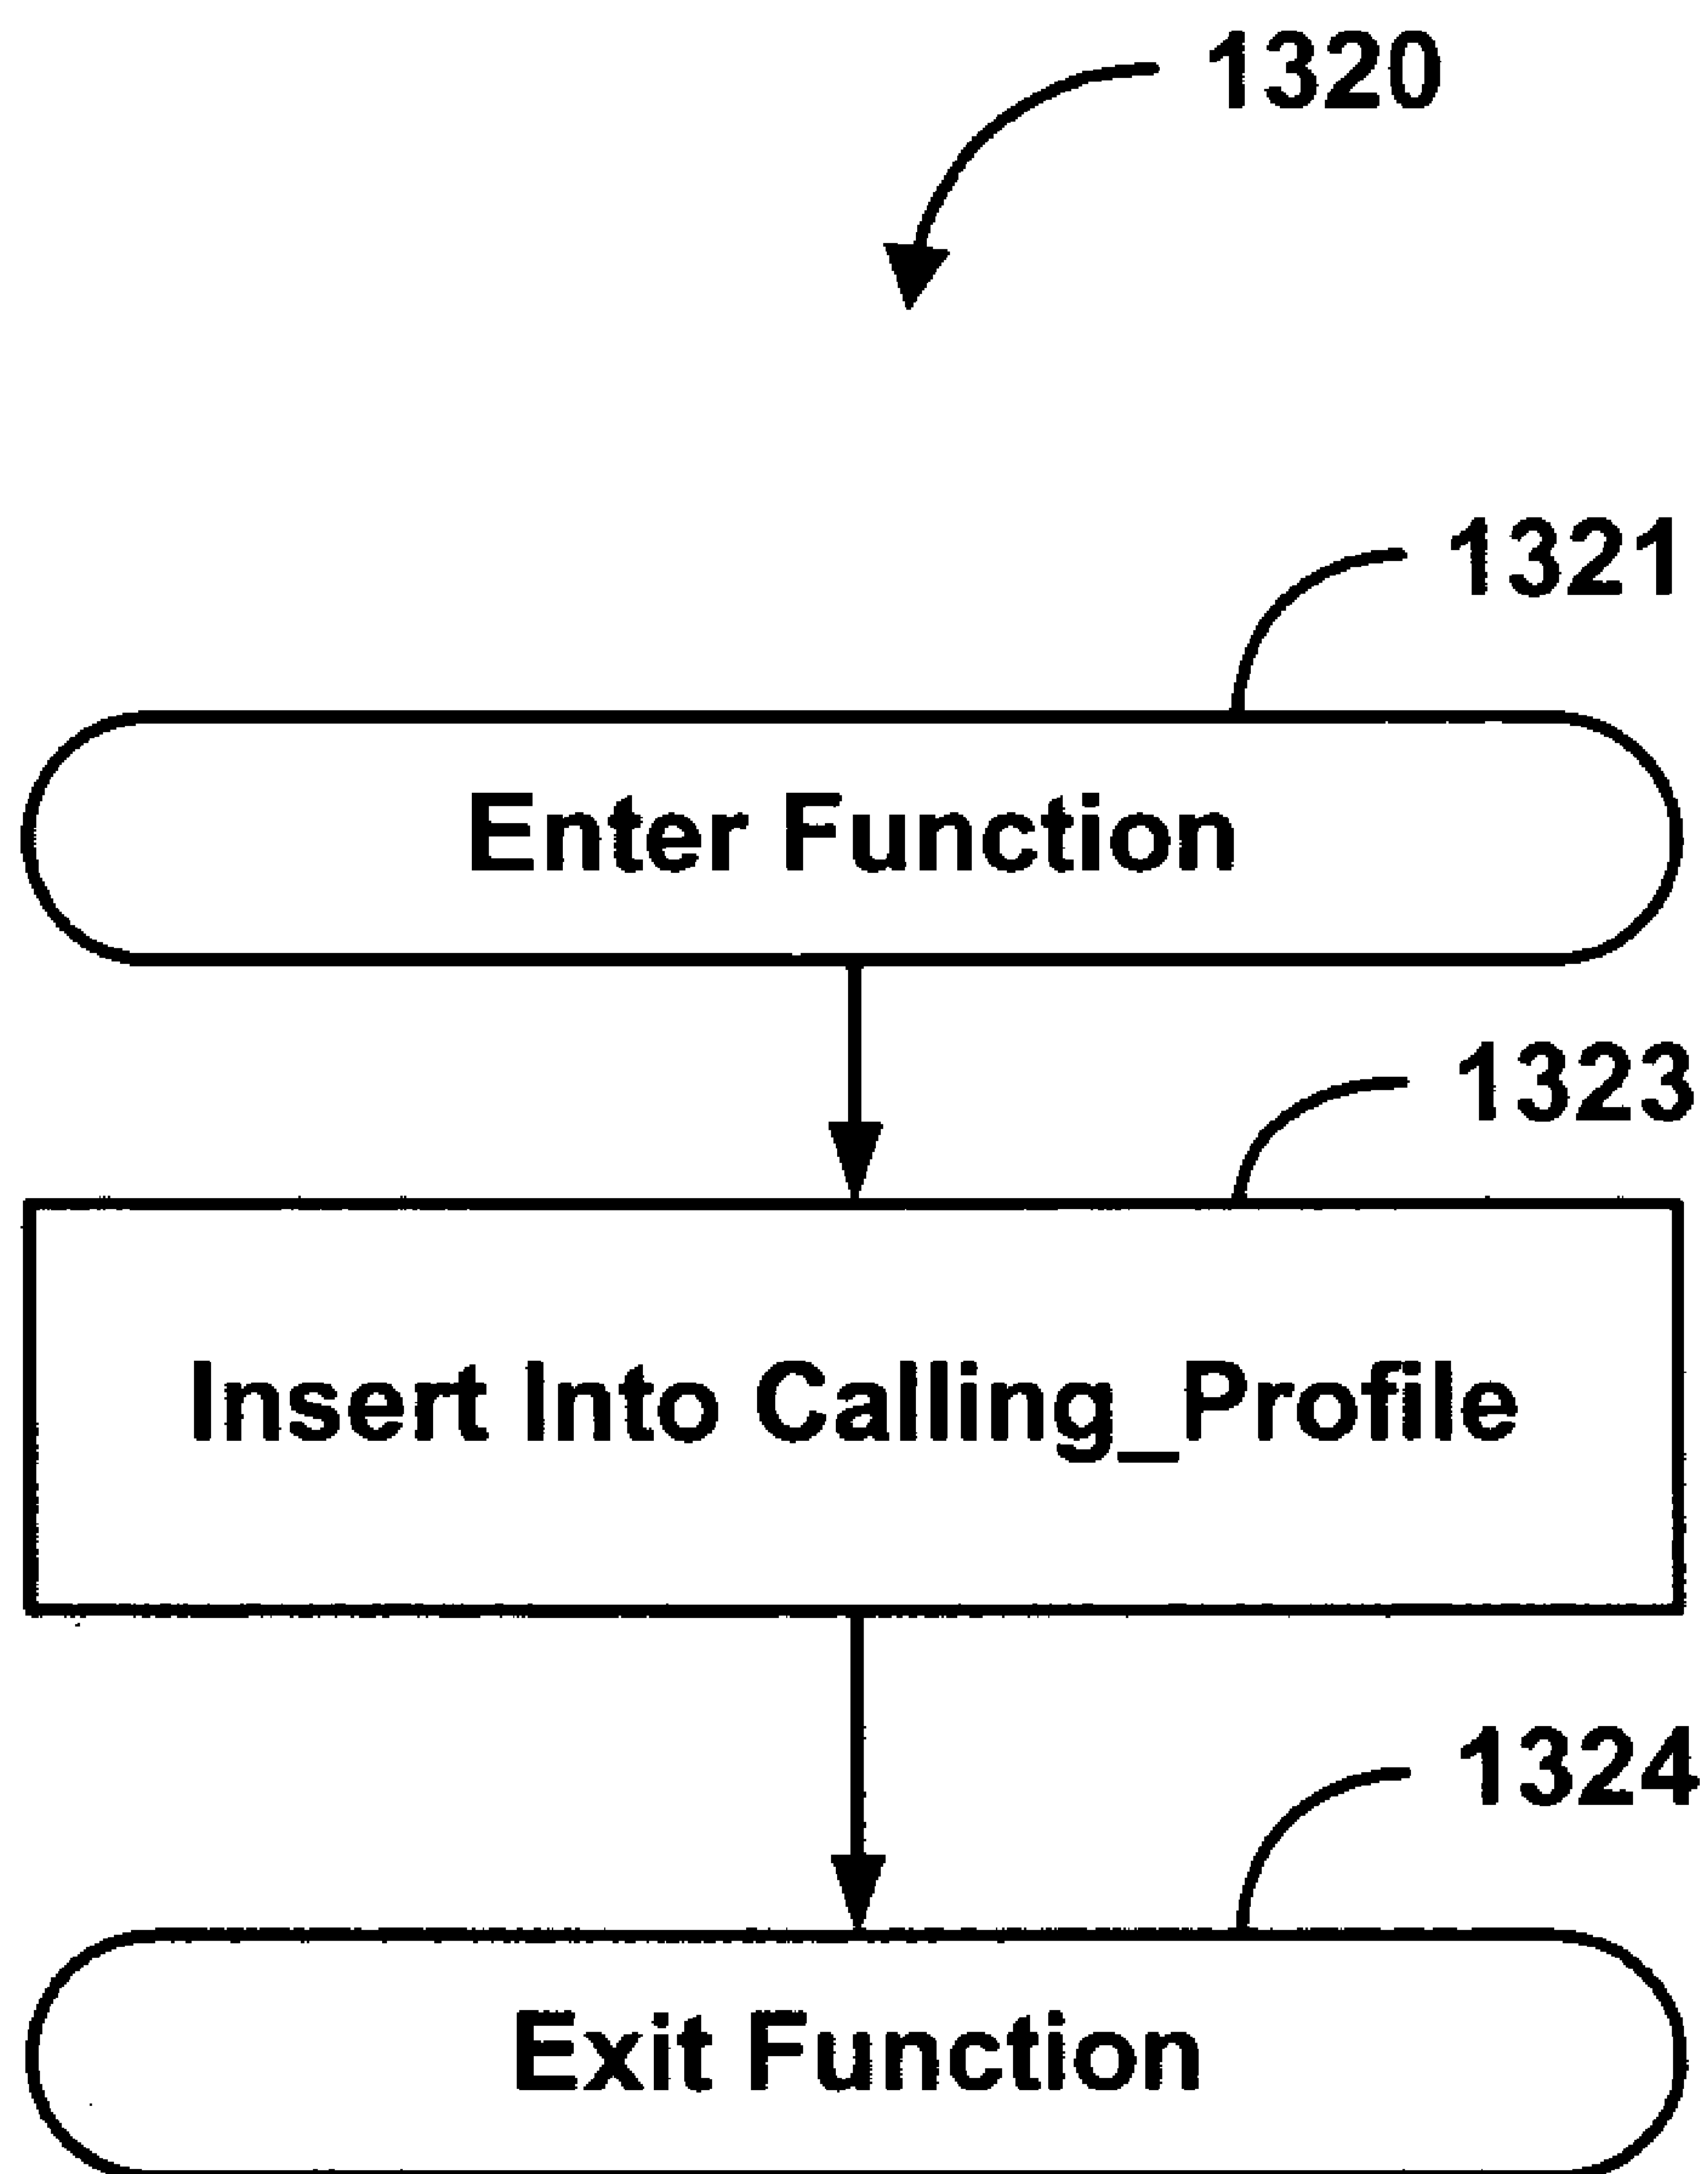 1320
1321
Enter Function
1323
Insert Into Calling_Profile
1324
Exit Function